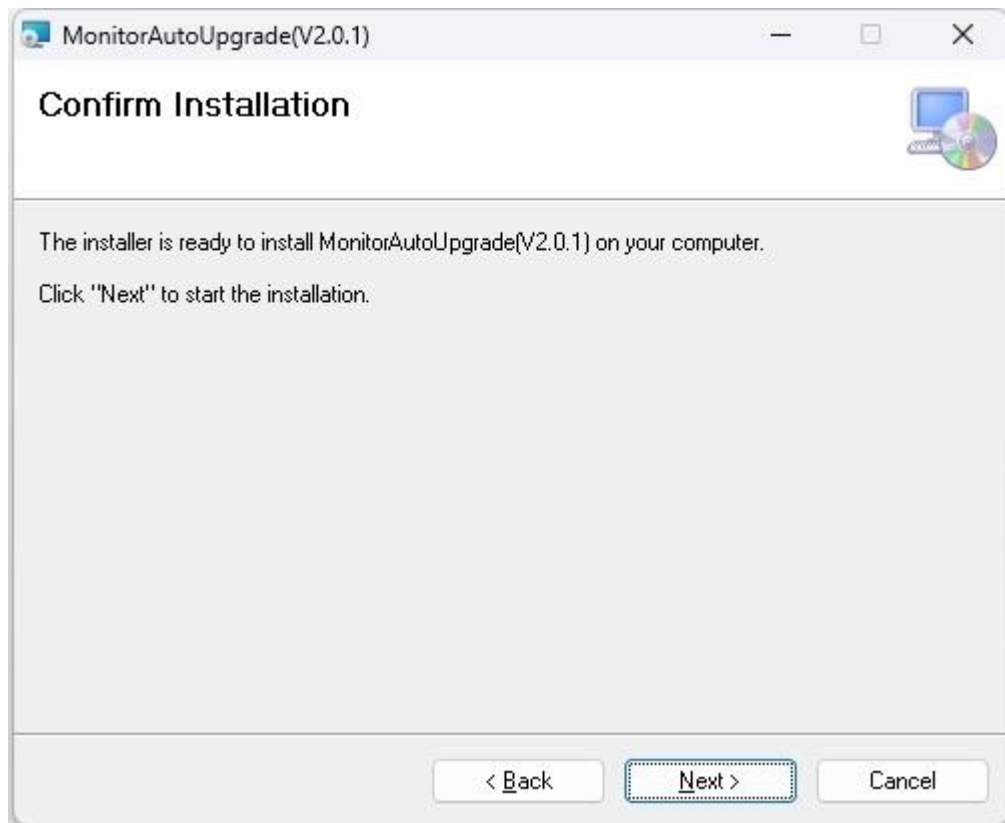 MonitorAutoUpgrade(V2.0.1)
Confirm Installation
The installer is ready to install MonitorAutoUpgrade(V2.0.1) on your computer.
Click "Next" to start the installation.
< Back
Next >
Cancel